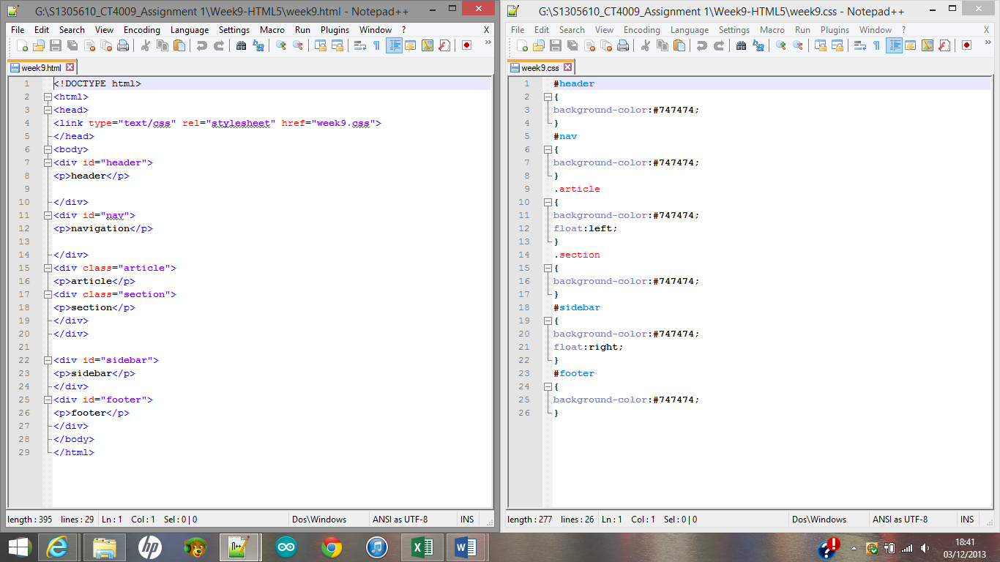 G:\S1305610_CT4009_Assignment 1\Week9-HTML5\week9.html - Notepad++
File Edit Search View Encoding Language Settings Macro Run Plugins Window ? X
week9.html
1 <!DOCTYPE html>
2 <html>
3 <head>
4 <link type="text/css" rel="stylesheet" href="week9.css">
5 </head>
6 <body>
7 <div id="header">
8 <p>header</p>
9
10 </div>
11 <div id="nav">
12 <p>navigation</p>
13
14 </div>
15 <div class="article">
16 <p>article</p>
17 <div class="section">
18 <p>section</p>
19 </div>
20 </div>
21
22 <div id="sidebar">
23 <p>sidebar</p>
24 </div>
25 <div id="footer">
26 <p>footer</p>
27 </div>
28 </body>
29 </html>
length : 395 lines : 29 Ln : 1 Col : 1 Sel : 0 | 0 Dos\Windows ANSI as UTF-8 INS
G:\S1305610_CT4009_Assignment 1\Week9-HTML5\week9.css - Notepad++
File Edit Search View Encoding Language Settings Macro Run Plugins Window ? X
week9.css
1 #header
2 {
3 background-color:#747474;
4 }
5 #nav
6 {
7 background-color:#747474;
8 }
9 .article
10 {
11 background-color:#747474;
12 float:left;
13 }
14 .section
15 {
16 background-color:#747474;
17 }
18 #sidebar
19 {
20 background-color:#747474;
21 float:right;
22 }
23 #footer
24 {
25 background-color:#747474;
26 }
length : 277 lines : 26 Ln : 1 Col : 1 Sel : 0 | 0 Dos\Windows ANSI as UTF-8 INS
18:41
03/12/2013